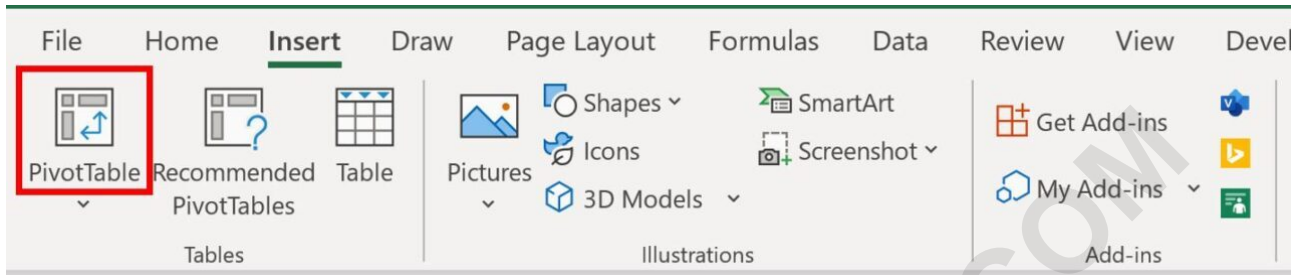 File Home Insert Draw Page Layout Formulas Data Review View Devel
PivotTable
Recommended
PivotTables
Table
Tables
Pictures
Shapes
Icons
3D Models
SmartArt
Screenshot
Illustrations
Get Add-ins
My Add-ins
Add-ins
COM